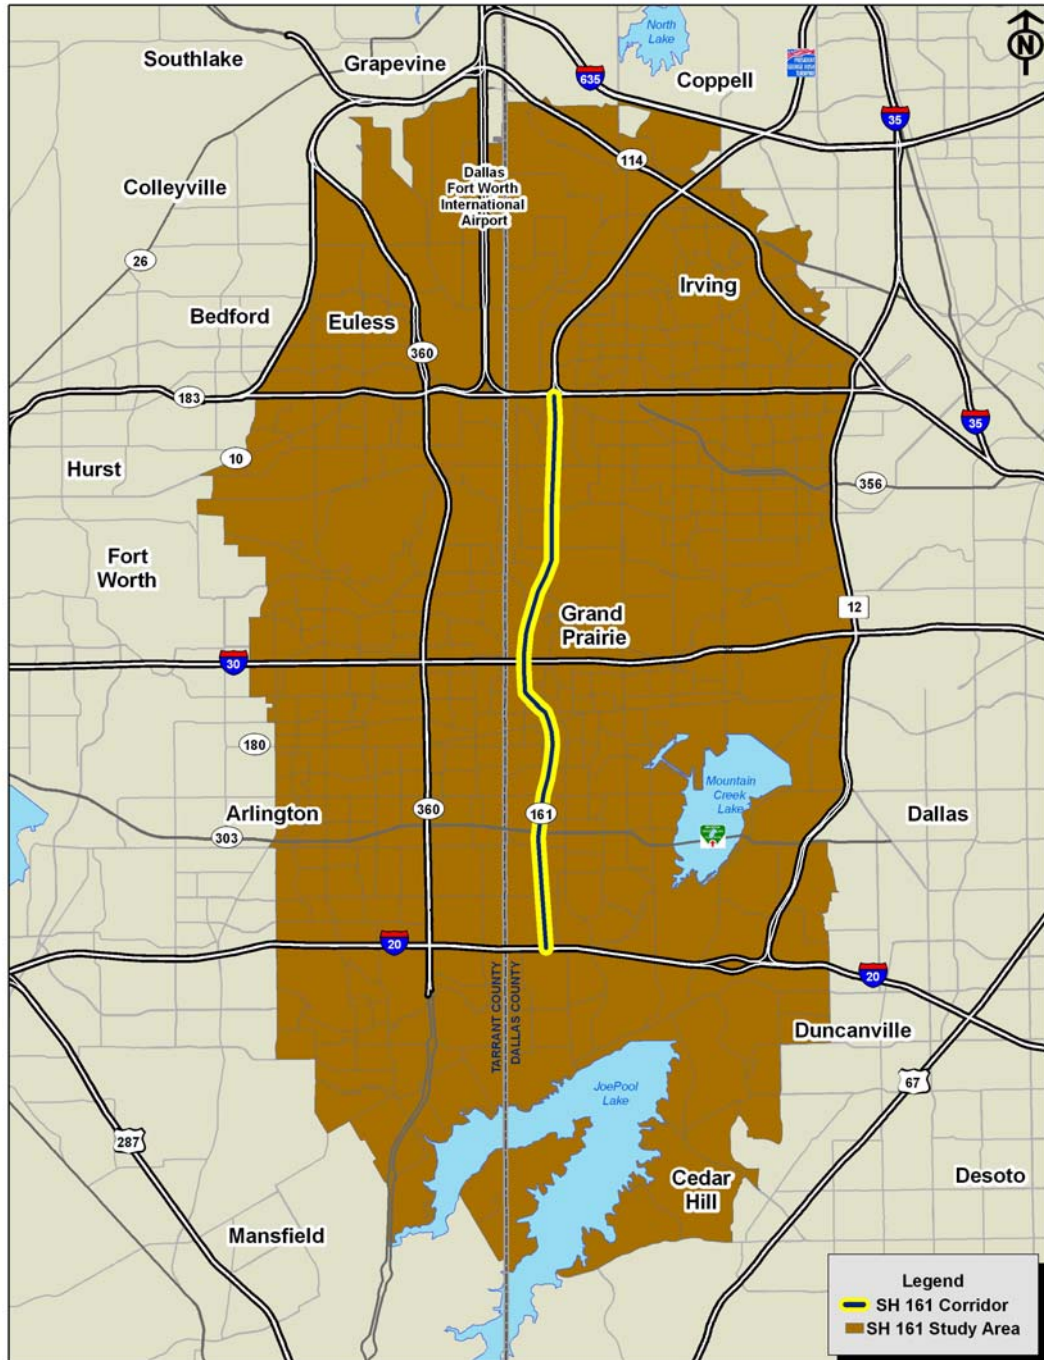 North
Lake
Southlake
Grapevine
Coppell
N
635
35
114
Dallas
Fort Worth
International
Airport
Colleyville
26
Irving
Bedford
Euless
360
183
35
10
Hurst
356
Fort
Worth
12
Grand
Prairie
30
180
Mountain
Creek
Lake
Arlington
360
161
Dallas
303
20
20
TARRANT COUNTY
DALLAS COUNTY
Duncanville
67
JoePool
Lake
287
Cedar
Hill
Desoto
Mansfield
Legend
SH 161 Corridor
SH 161 Study Area